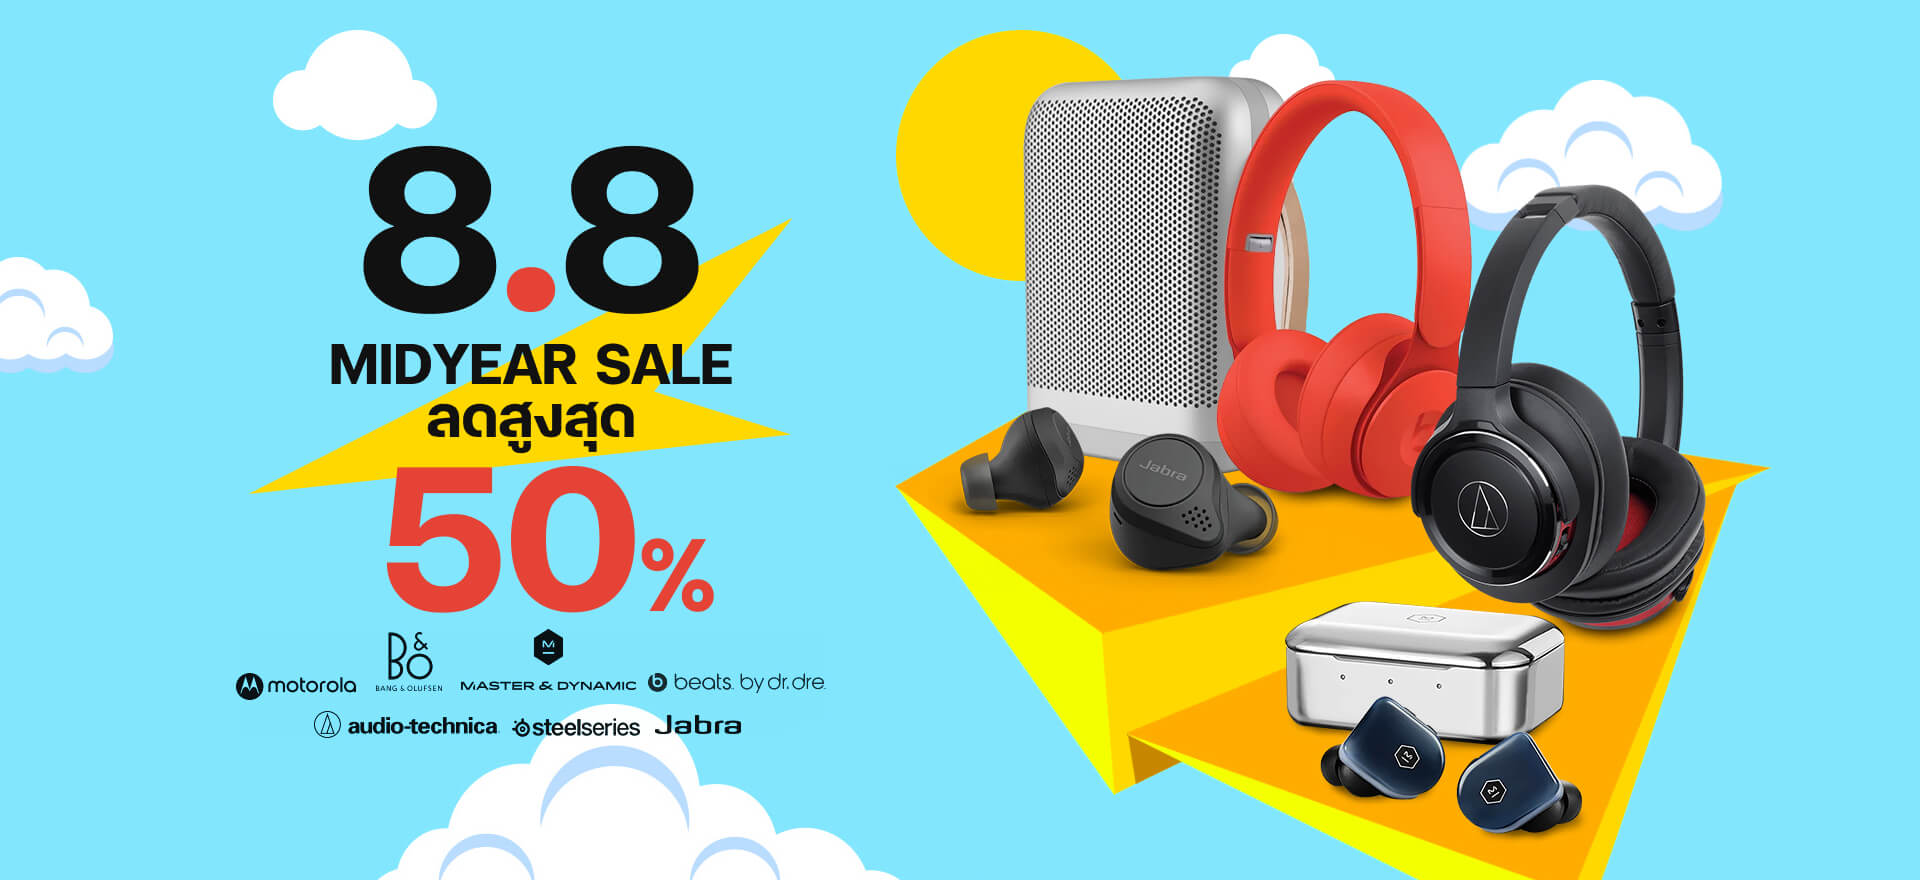 8.8
MIDYEAR SALE
ลดสูงสุด
50%
B&O
BANG & OLUFSEN
M
motorola
MASTER & DYNAMIC
b beats. by dr. dre.
audio-technica
steelseries
Jabra
Jabra
b
M
M
M